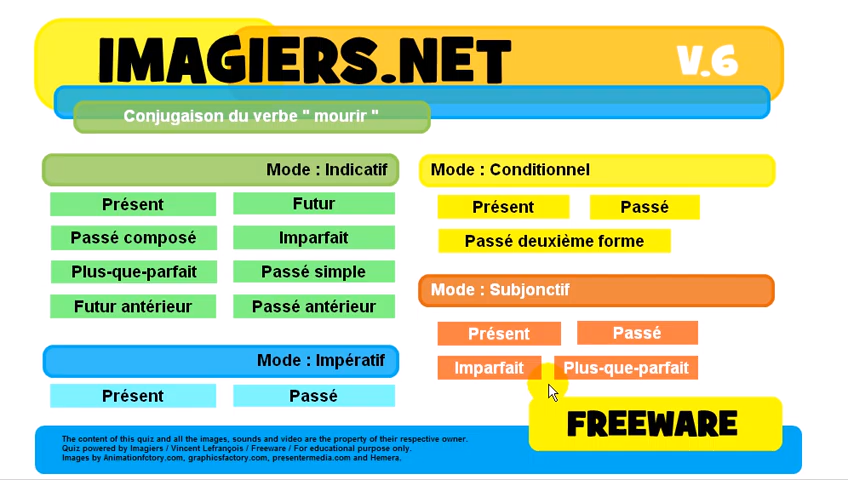 IMAGIERS.NET
V.6
Conjugaison du verbe " mourir "
Mode : Indicatif
Présent
Futur
Passé composé
Imparfait
Plus-que-parfait
Passé simple
Futur antérieur
Passé antérieur
Mode : Impératif
Présent
Passé
Mode : Conditionnel
Présent
Passé
Passé deuxième forme
Mode : Subjonctif
Présent
Passé
Imparfait
Plus-que-parfait
FREEWARE
The content of this quiz and all the images, sounds and video are the property of their respective owner.
Quiz powered by Imagiers / Vincent Lefrançois / Freeware / For educational purpose only.
Images by Animationfctory.com, graphicsfactory.com, presentermedia.com and Hemera.